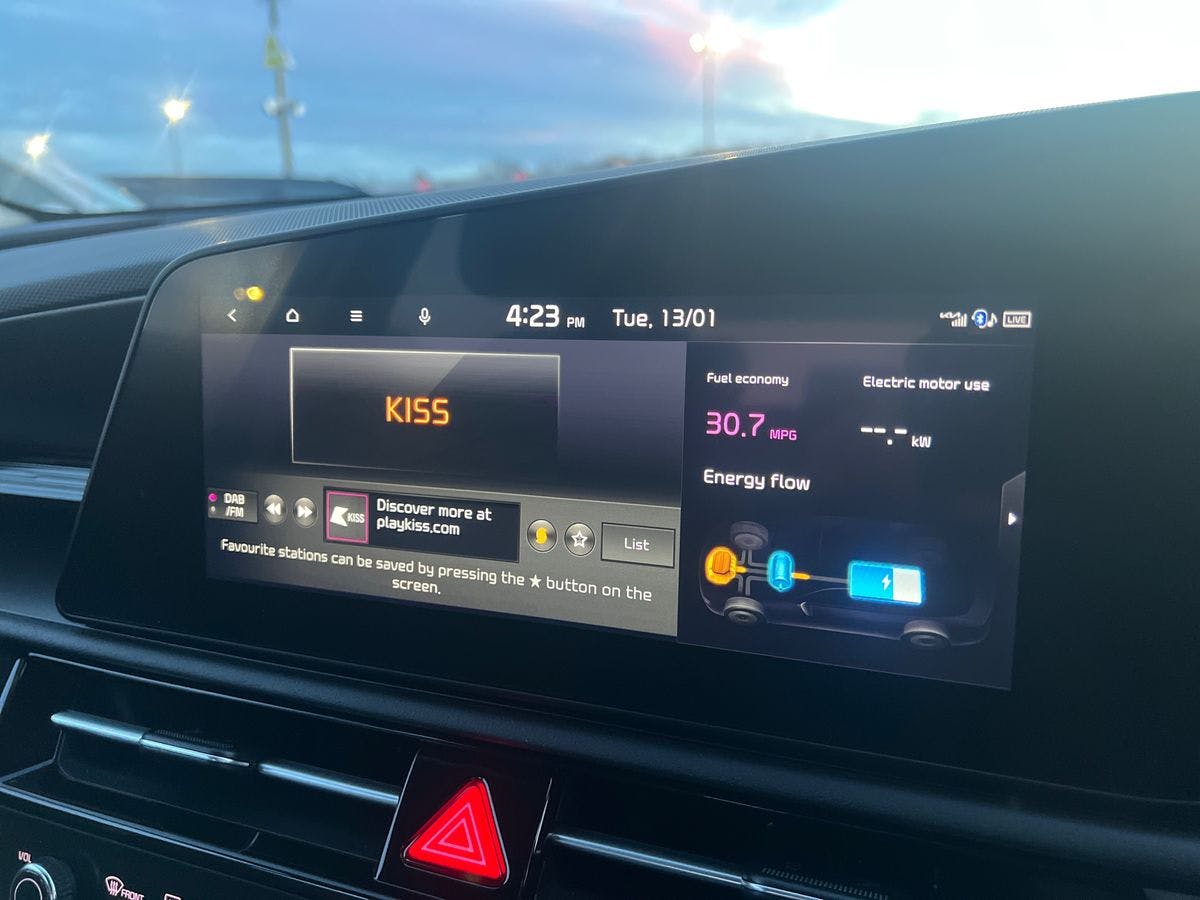 4:23 PM Tue, 13/01
LIVE
KISS
DAB
/FM
KISS
Discover more at
playkiss.com
List
Favourite stations can be saved by pressing the ★ button on the
screen.
Fuel economy
30.7 MPG
Electric motor use
--.- kW
Energy flow
VOL
FRONT